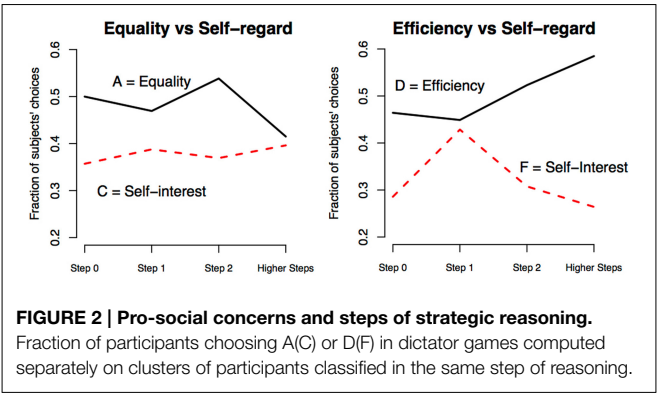 Equality vs Self−regard
Fraction of subjects' choices
0.6
0.5
0.4
0.3
0.2
A = Equality
C = Self−interest
Step 0
Step 1
Step 2
Higher Steps
Efficiency vs Self−regard
Fraction of subjects' choices
0.6
0.5
0.4
0.3
0.2
D = Efficiency
F = Self−Interest
Step 0
Step 1
Step 2
Higher Steps
FIGURE 2 | Pro-social concerns and steps of strategic reasoning.
Fraction of participants choosing A(C) or D(F) in dictator games computed
separately on clusters of participants classified in the same step of reasoning.